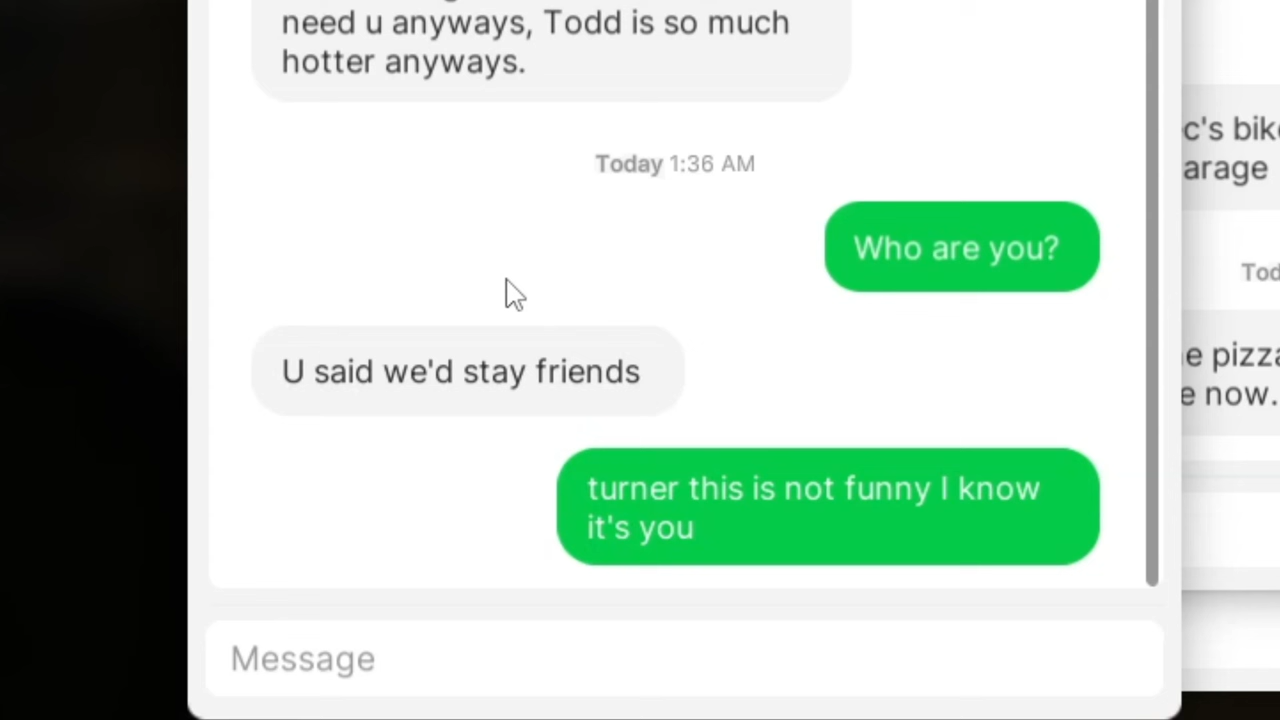 need u anyways, Todd is so much
hotter anyways.
Today 1:36 AM
Who are you?
U said we'd stay friends
turner this is not funny I know
it's you
Message
c's bik
arage
Tod
e pizza
e now.